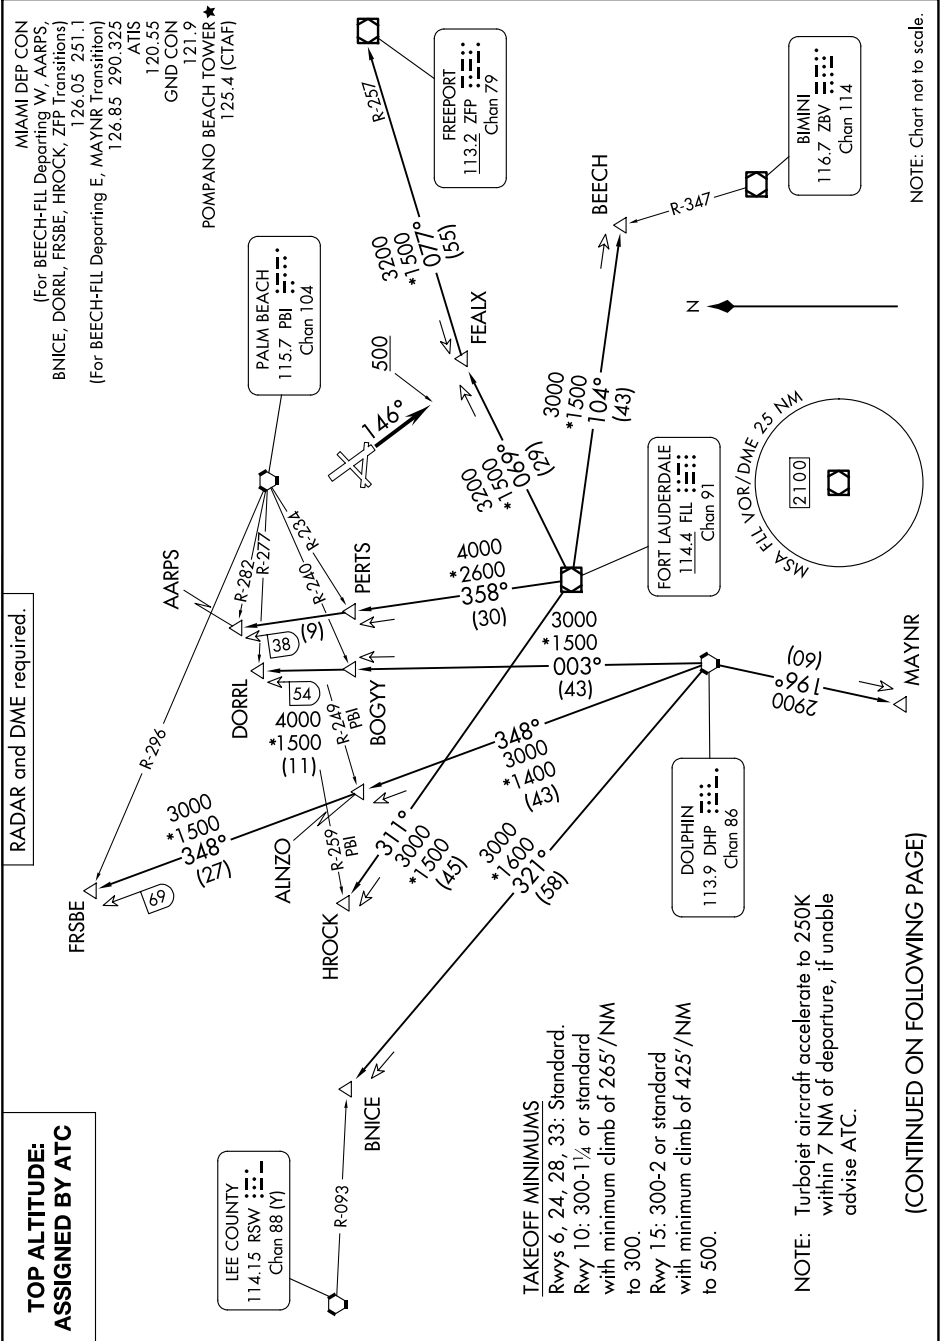 TOP ALTITUDE:
ASSIGNED BY ATC
RADAR and DME required.
MIAMI DEP CON
(For BEECH-FLL Departing W, AARPS,
BNICE, DORRL, FRSBE, HROCK, ZFP Transitions)
126.05 251.1
(For BEECH-FLL Departing E, MAYNR Transititon)
126.85 290.325
ATIS
120.55
GND CON
121.9
POMPANO BEACH TOWER★
125.4 (CTAF)
LEE COUNTY
114.15 RSW
Chan 88 (Y)
R-093
BNICE
FRSBE
69
R-296
3000
*1500
348°
(27)
ALNZO
HROCK
R-259
PBI
R-249
PBI
DORRL
54
4000
*1500
(11)
BOGYY
AARPS
38
(9)
R-282
R-277
R-240
R-234
PERTS
PALM BEACH
115.7 PBI
Chan 104
146°
500
FREEPORT
113.2 ZFP
Chan 79
R-257
3200
*1500
077°
(55)
FEALX
3200
*1500
069°
(29)
4000
*2600
358°
(30)
3000
*1500
104°
(43)
BEECH
R-347
BIMINI
116.7 ZBV
Chan 114
FORT LAUDERDALE
114.4 FLL
Chan 91
311°
3000
*1500
(45)
3000
*1500
003°
(43)
348°
3000
*1400
(43)
3000
*1600
321°
(58)
DOLPHIN
113.9 DHP
Chan 86
2900
196°
(60)
MAYNR
N
MSA FLL VOR/DME 25 NM
2100
TAKEOFF MINIMUMS
Rwys 6, 24, 28, 33: Standard.
Rwy 10: 300-1¼ or standard
with minimum climb of 265'/NM
to 300.
Rwy 15: 300-2 or standard
with minimum climb of 425'/NM
to 500.
NOTE: Turbojet aircraft accelerate to 250K
within 7 NM of departure, if unable
advise ATC.
(CONTINUED ON FOLLOWING PAGE)
NOTE: Chart not to scale.